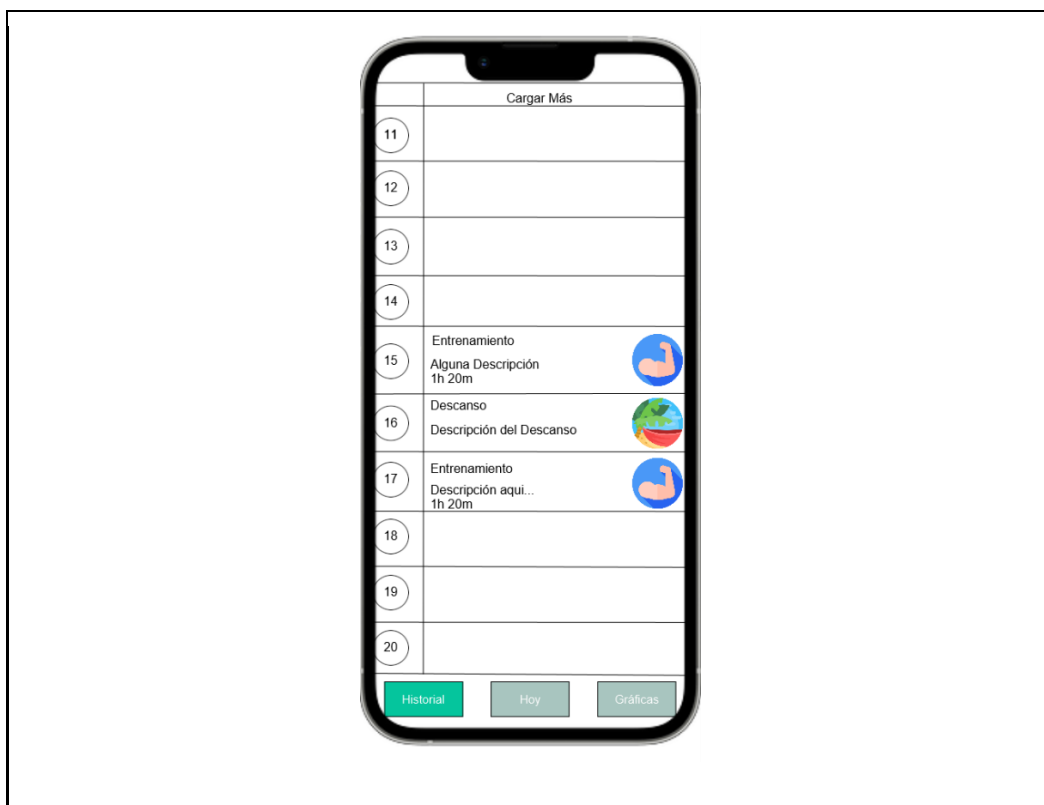 Cargar Más
11
12
13
14
15
Entrenamiento
Alguna Descripción
1h 20m
16
Descanso
Descripción del Descanso
17
Entrenamiento
Descripción aqui...
1h 20m
18
19
20
Historial
Hoy
Gráficas